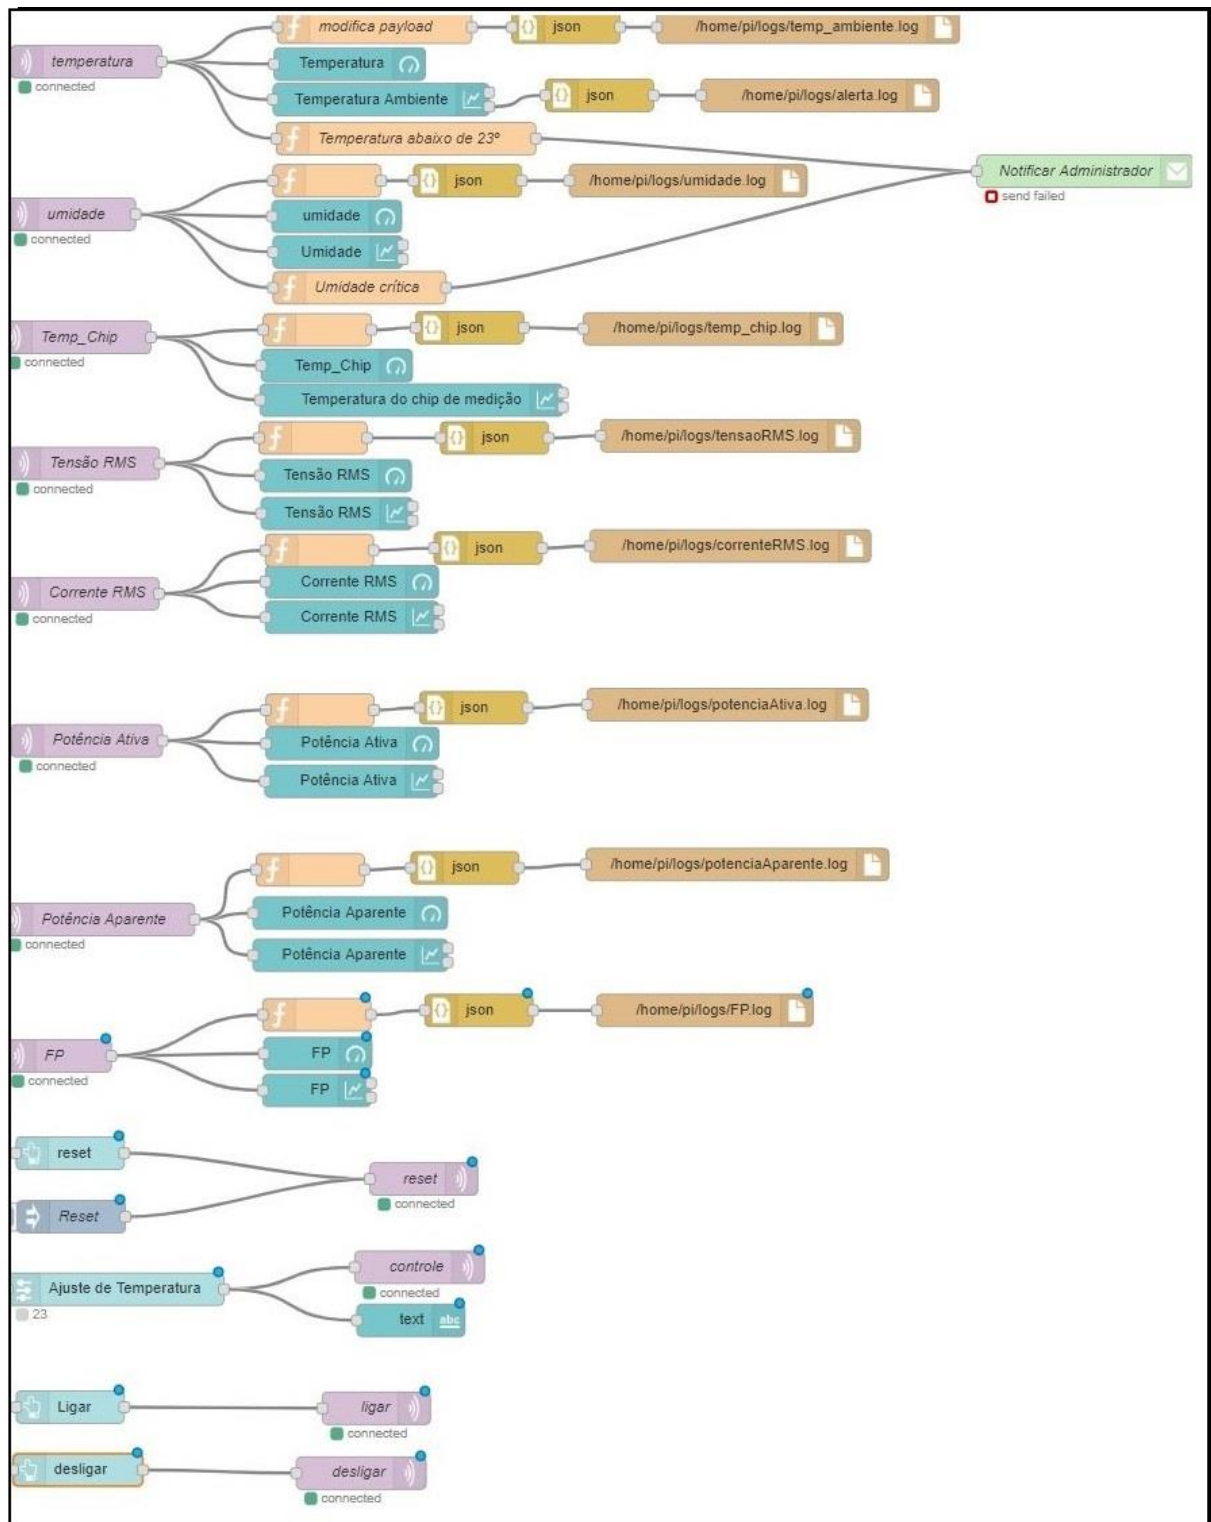 modifica payload json /home/pi/logs/temp_ambiente.log
temperatura Temperatura
connected
Temperatura Ambiente json /home/pi/logs/alerta.log
Temperatura abaixo de 23º
Notificar Administrador
send failed
json /home/pi/logs/umidade.log
umidade umidade
connected
Umidade
Umidade crítica
json /home/pi/logs/temp_chip.log
Temp_Chip
connected
Temp_Chip
Temperatura do chip de medição
json /home/pi/logs/tensaoRMS.log
Tensão RMS
connected
Tensão RMS
Tensão RMS
json /home/pi/logs/correnteRMS.log
Corrente RMS
connected
Corrente RMS
Corrente RMS
json /home/pi/logs/potenciaAtiva.log
Potência Ativa
connected
Potência Ativa
Potência Ativa
json /home/pi/logs/potenciaAparente.log
Potência Aparente
connected
Potência Aparente
Potência Aparente
json /home/pi/logs/FP.log
FP
connected
FP
FP
reset
reset
connected
Reset
controle
connected
Ajuste de Temperatura
23
text abc
Ligar ligar
connected
desligar desligar
connected